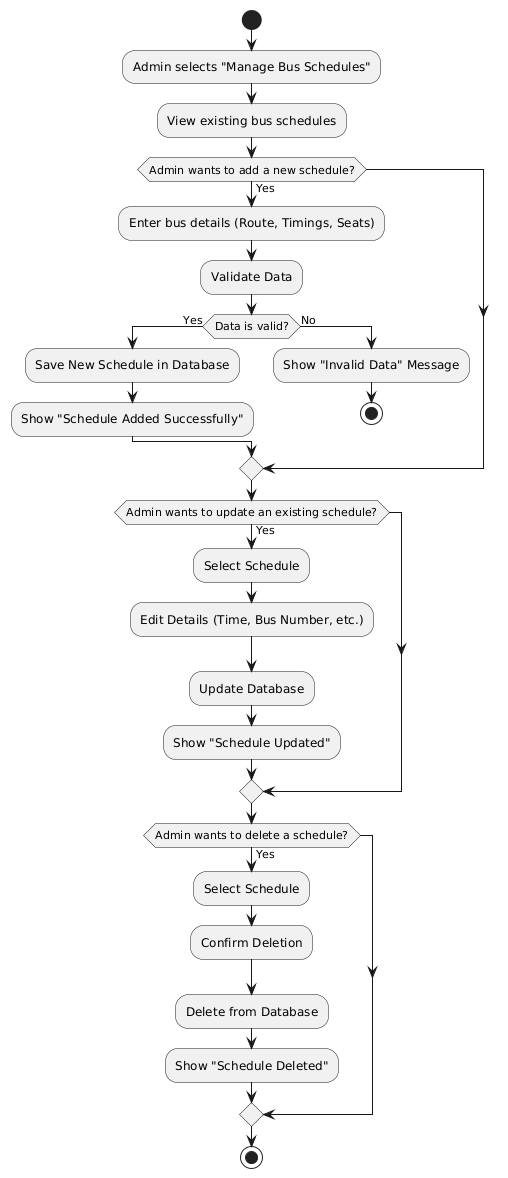 Admin selects "Manage Bus Schedules"
View existing bus schedules
Admin wants to add a new schedule?
Yes
Enter bus details (Route, Timings, Seats)
Validate Data
Yes
Data is valid?
No
Save New Schedule in Database
Show "Invalid Data" Message
Show "Schedule Added Successfully"
Admin wants to update an existing schedule?
Yes
Select Schedule
Edit Details (Time, Bus Number, etc.)
Update Database
Show "Schedule Updated"
Admin wants to delete a schedule?
Yes
Select Schedule
Confirm Deletion
Delete from Database
Show "Schedule Deleted"